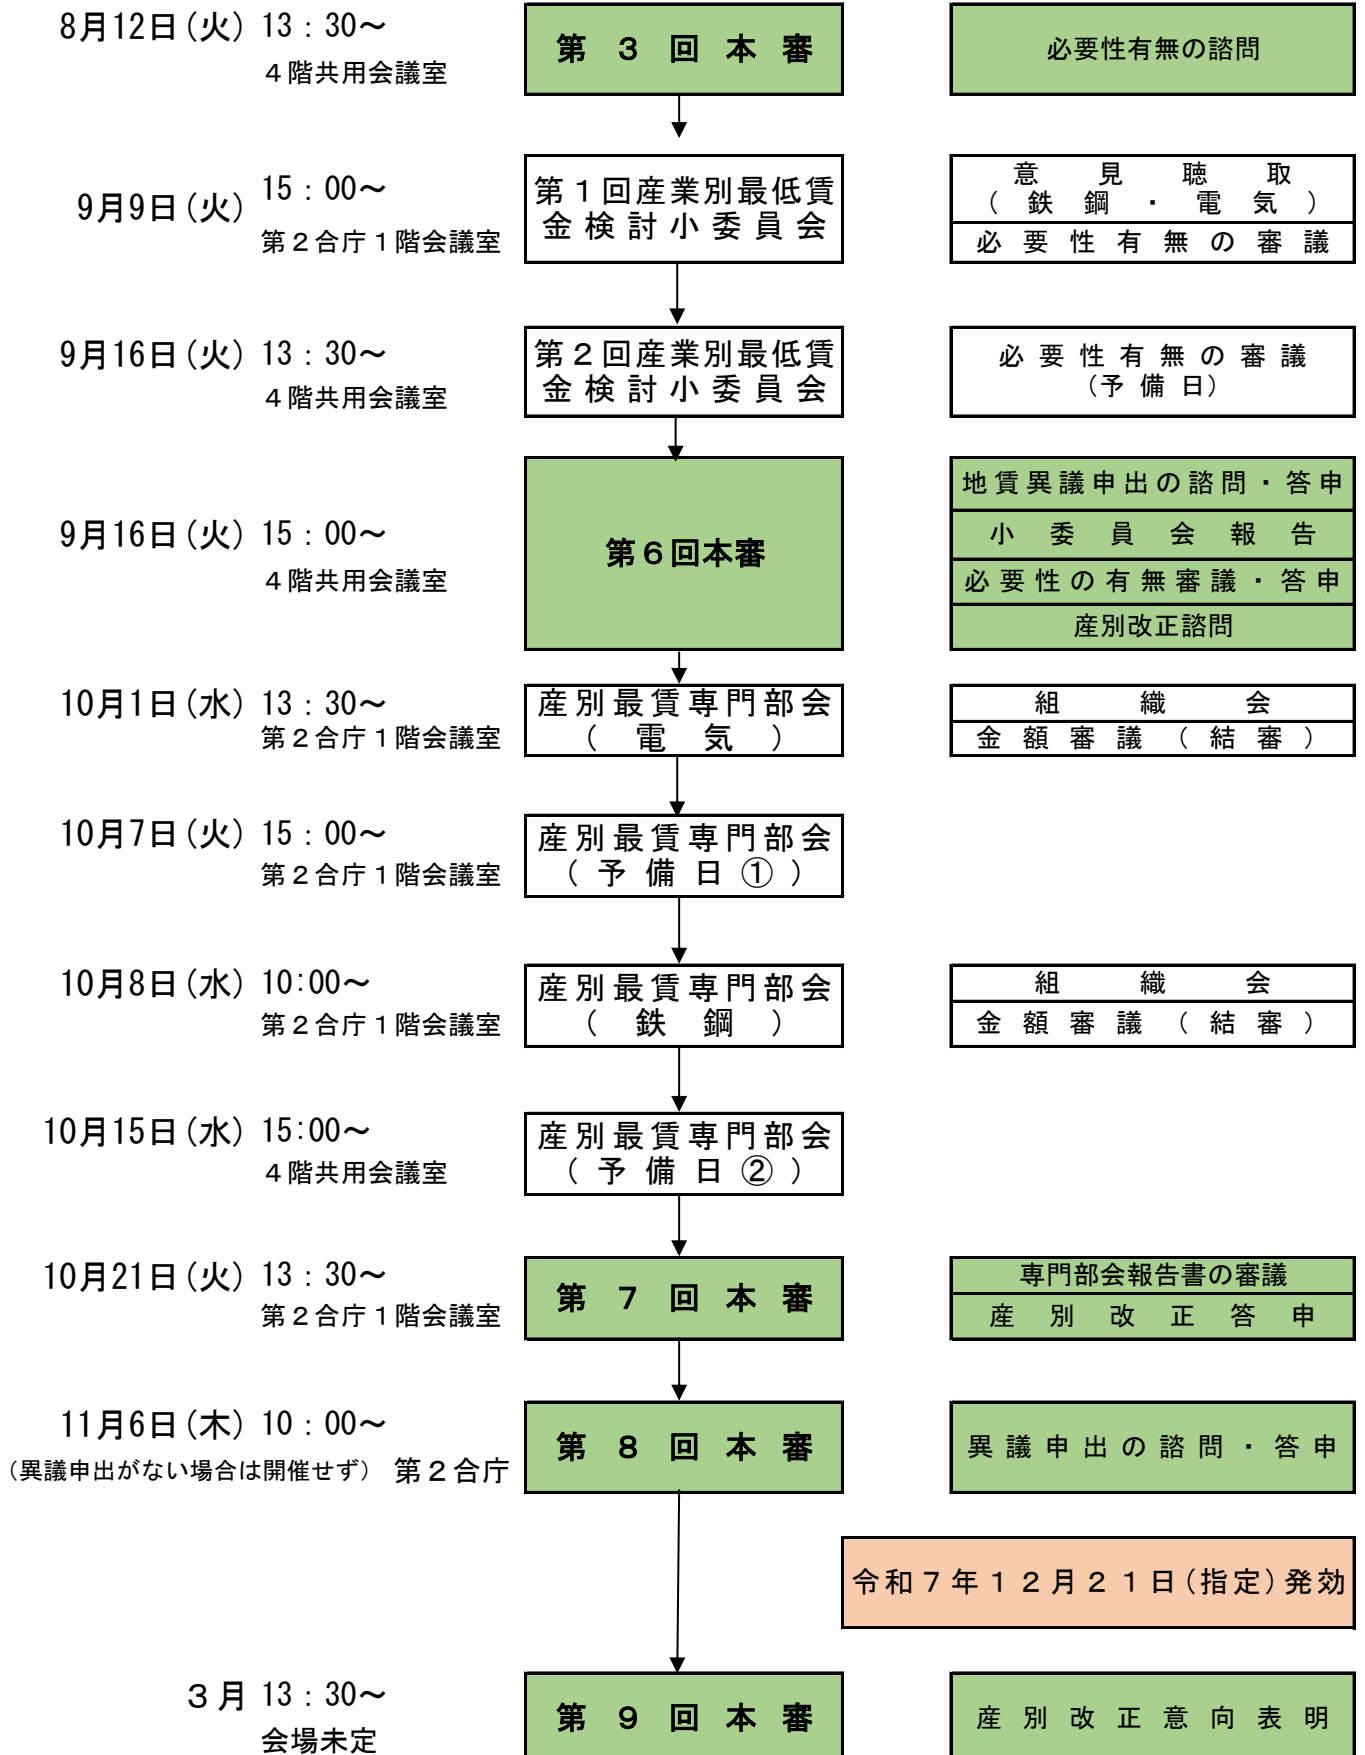 8月12日(火) 13：30～
４階共用会議室
第３回本審
必要性有無の諮問
9月9日(火)
15：00～
第２合庁１階会議室
第１回産業別最低賃
金検討小委員会
意見聴取
（鉄鋼・電気）
必要性有無の審議
9月16日(火) 13：30～
４階共用会議室
第２回産業別最低賃
金検討小委員会
必要性有無の審議
(予備日)
9月16日(火) 15：00～
４階共用会議室
第６回本審
地賃異議申出の諮問・答申
小委員会報告
必要性の有無審議・答申
産別改正諮問
10月1日(水) 13：30～
第２合庁１階会議室
産別最賃専門部会
（電気）
組織会
金額審議（結審）
10月7日(火) 15：00～
第２合庁１階会議室
産別最賃専門部会
（予備日①）
10月8日(水) 10:00～
第２合庁１階会議室
産別最賃専門部会
（鉄鋼）
組織会
金額審議（結審）
10月15日(水) 15:00～
４階共用会議室
産別最賃専門部会
（予備日②）
10月21日(火) 13：30～
第２合庁１階会議室
第７回本審
専門部会報告書の審議
産別改正答申
11月6日(木) 10：00～
（異議申出がない場合は開催せず） 第２合庁
第８回本審
異議申出の諮問・答申
令和７年１２月２１日(指定)発効
３月 13：30～
会場未定
第９回本審
産別改正意向表明